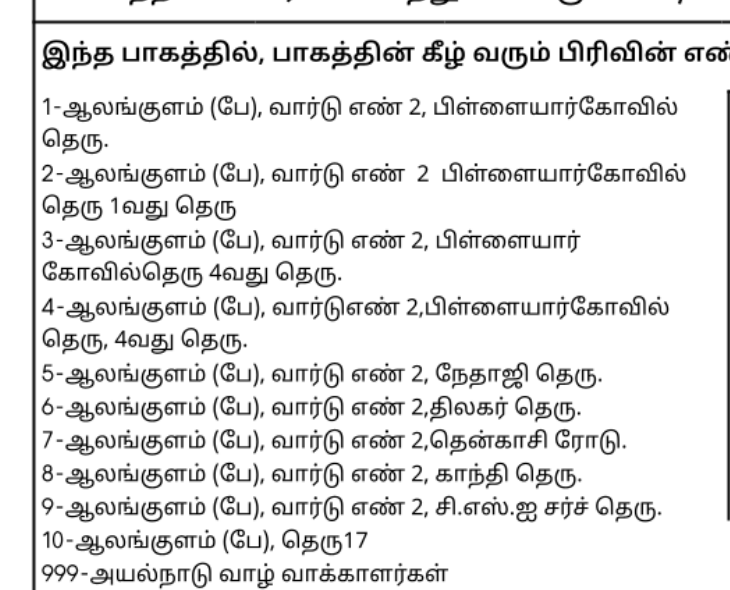 இந்த பாகத்தில், பாகத்தின் கீழ் வரும் பிரிவின்
1-ஆலங்குளம் (பே), வார்டு எண் 2, பிள்ளையார்கோவில்
தெரு.
2-ஆலங்குளம் (பே), வார்டு எண் 2 பிள்ளையார்கோவில்
தெரு 1வது தெரு
3-ஆலங்குளம் (பே), வார்டு எண் 2, பிள்ளையார்
கோவில்தெரு 4வது தெரு.
4-ஆலங்குளம் (பே), வார்டுஎண் 2,பிள்ளையார்கோவில்
தெரு, 4வது தெரு.
5-ஆலங்குளம் (பே), வார்டு எண் 2, நேதாஜி தெரு.
6-ஆலங்குளம் (பே), வார்டு எண் 2,திலகர் தெரு.
7-ஆலங்குளம் (பே), வார்டு எண் 2,தென்காசி ரோடு.
8-ஆலங்குளம் (பே), வார்டு எண் 2, காந்தி தெரு.
9-ஆலங்குளம் (பே), வார்டு எண் 2, சி.எஸ்.ஐ சர்ச் தெரு.
10-ஆலங்குளம் (பே), தெரு17
999-அயல்நாடு வாழ் வாக்காளர்கள்